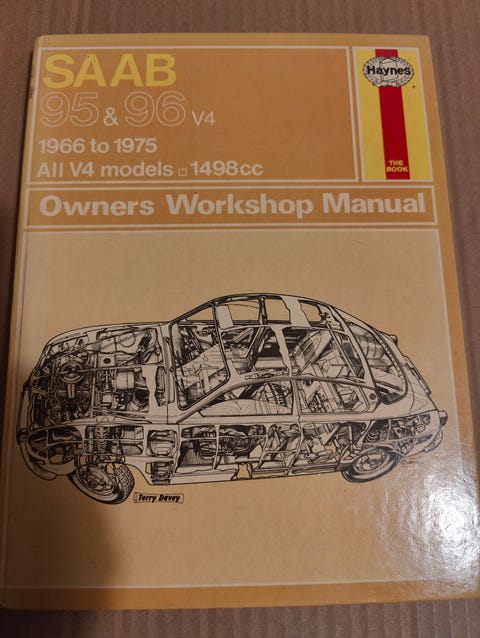 SAAB
Haynes
95 & 96 V4
1966 to 1975
All V4 models □ 1498cc
THE
BOOK
Owners Workshop Manual
Terry Davey